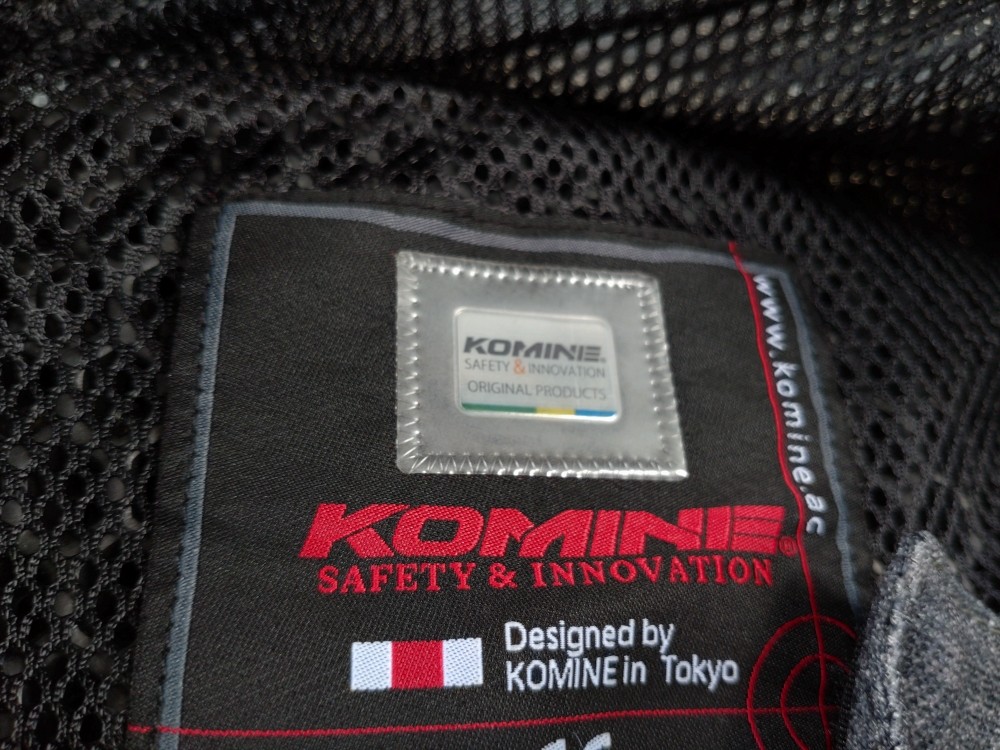 KOMINE®
SAFETY & INNOVATION
ORIGINAL PRODUCTS
www.komine.ac
KOMINE®
SAFETY & INNOVATION
Designed by
KOMINE in Tokyo